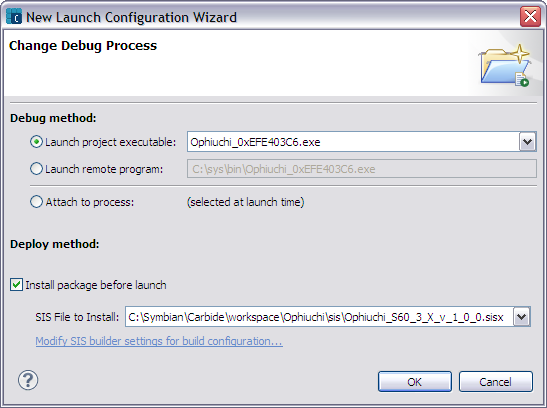 New Launch Configuration Wizard
Change Debug Process
Debug method:
Launch project executable: Ophiuchi_0xEFE403C6.exe
Launch remote program: C:\sys\bin\Ophiuchi_0xEFE403C6.exe
Attach to process: (selected at launch time)
Deploy method:
Install package before launch
SIS File to Install: C:\Symbian\Carbide\workspace\Ophiuchi\sis\Ophiuchi_S60_3_X_v_1_0_0.sisx
Modify SIS builder settings for build configuration...
? OK Cancel